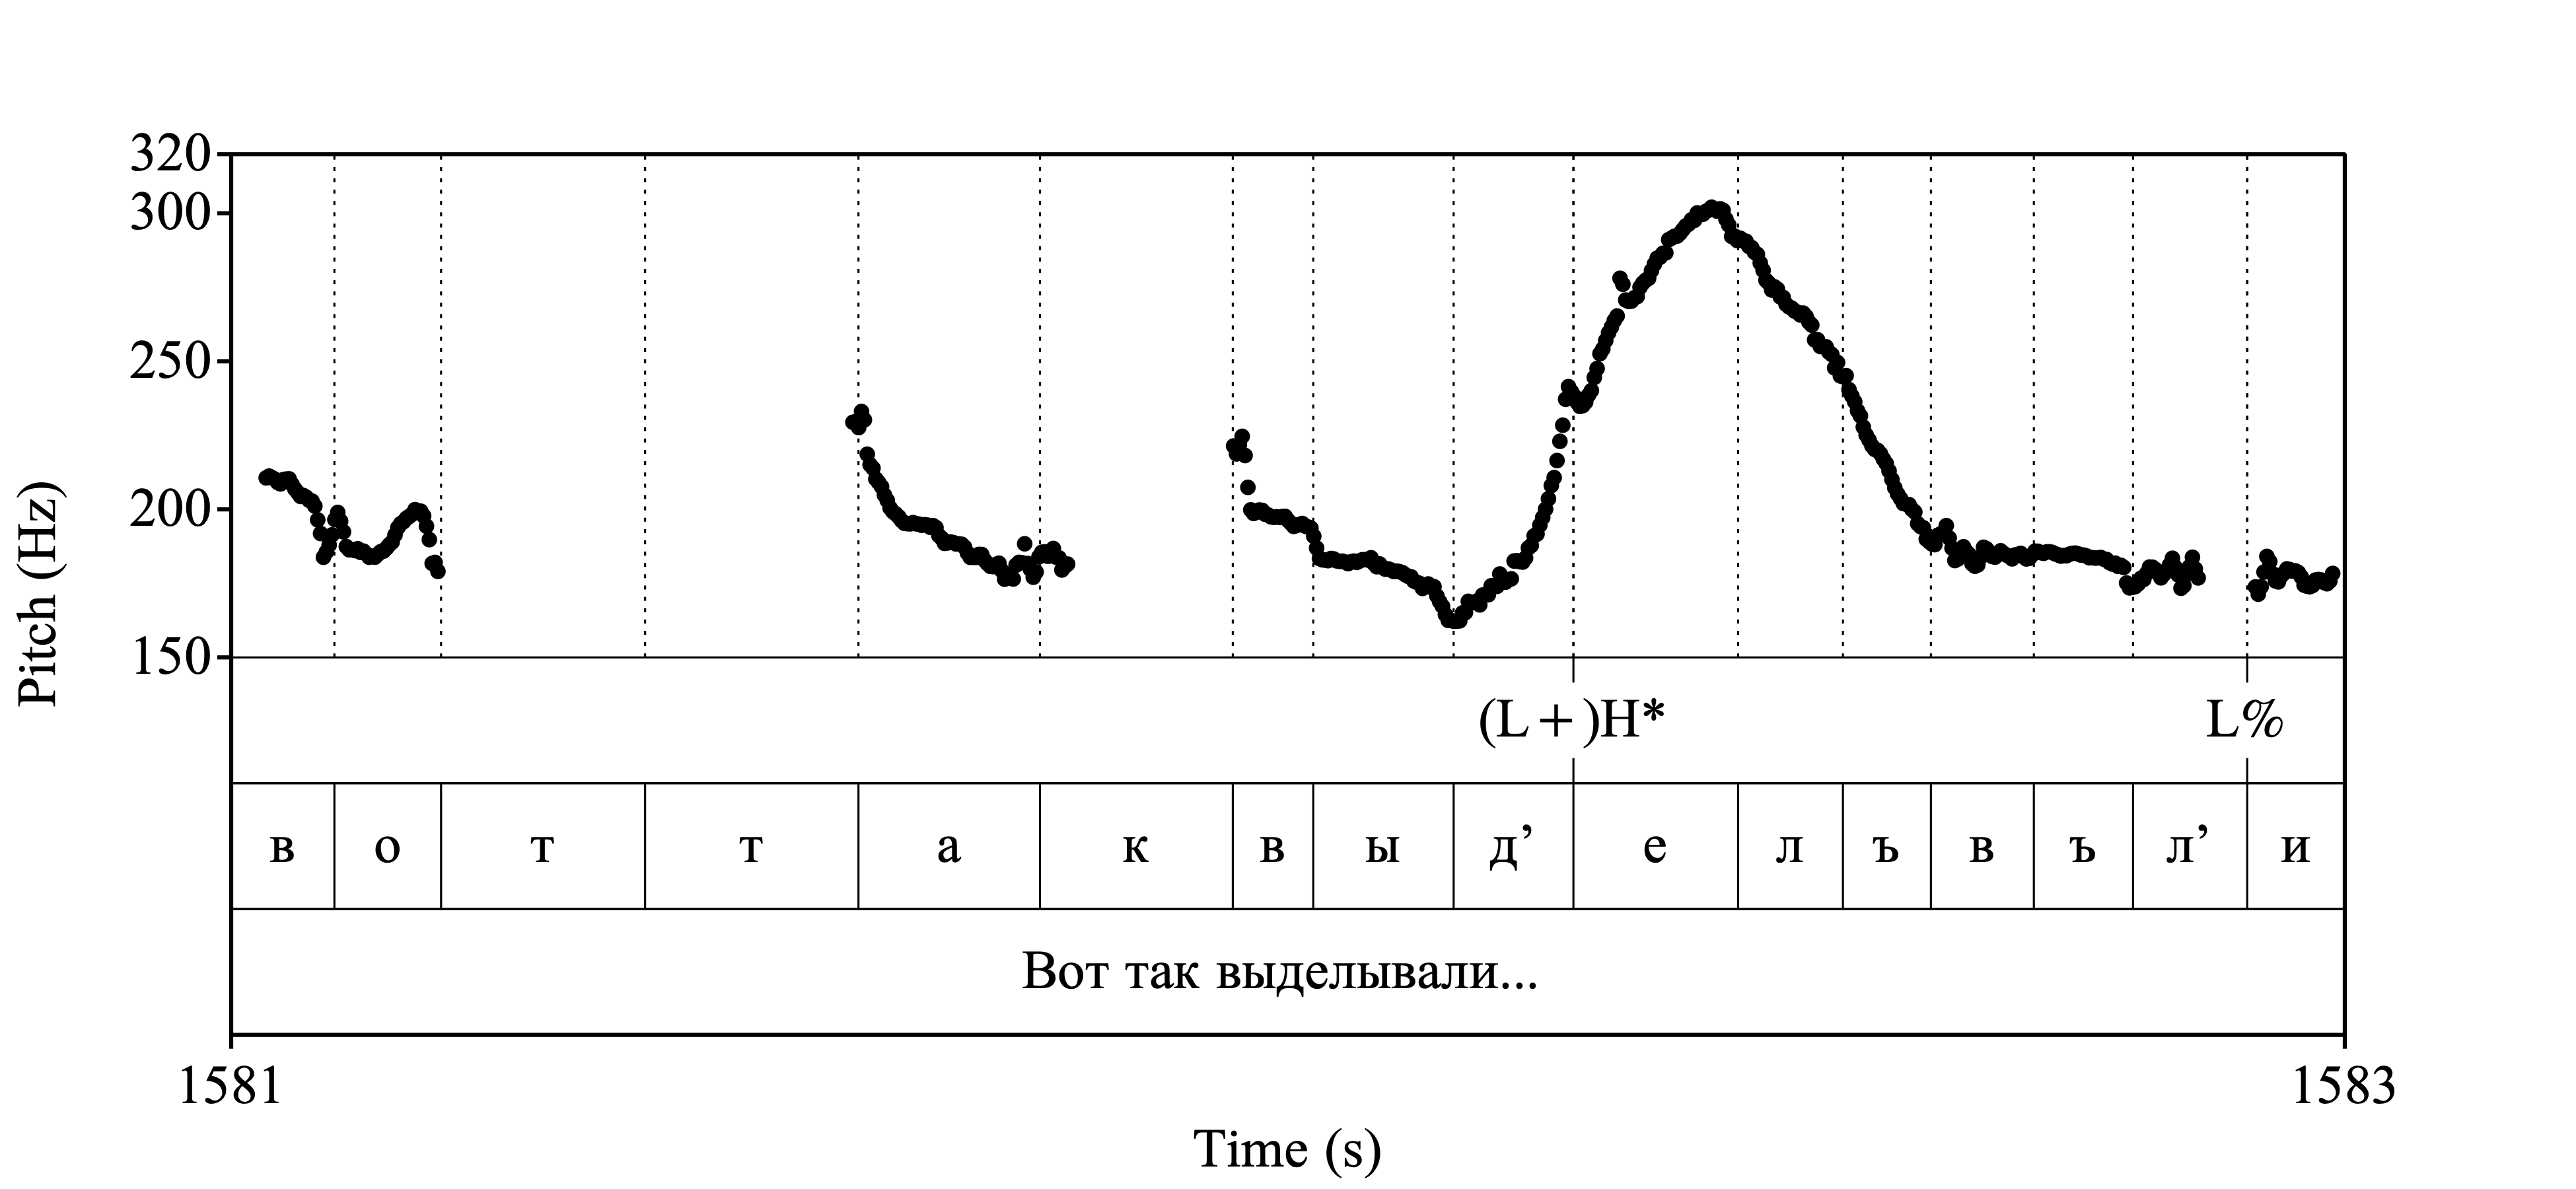 320
300
250
200
150
Pitch (Hz)
(L+)H* L%
в о т т а к в ы д’ е л ъ в ъ л’ и
Вот так выделывали...
1581 1583
Time (s)